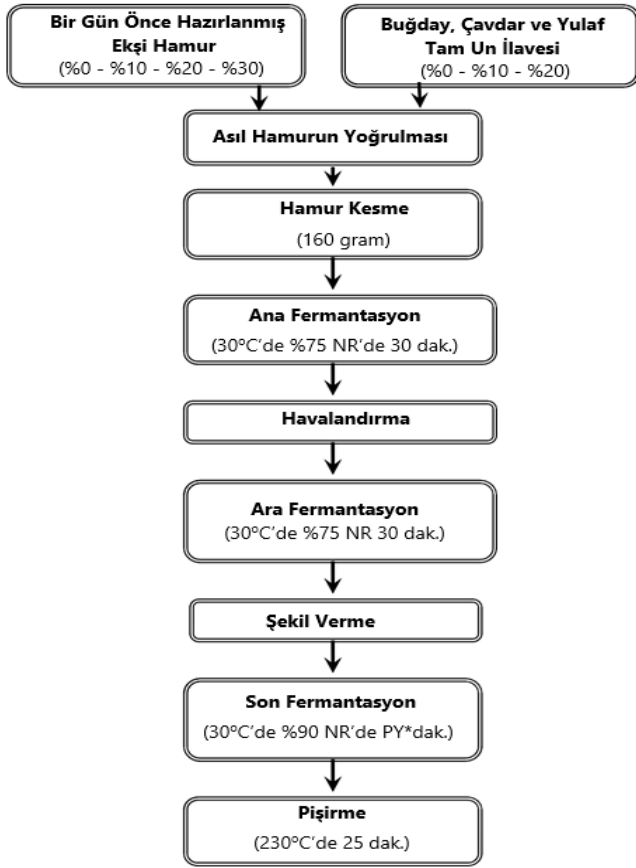 Bir Gün Önce Hazırlanmış
Ekşi Hamur
(%0 - %10 - %20 - %30)
Buğday, Çavdar ve Yulaf
Tam Un İlavesi
(%0 - %10 - %20)
Asıl Hamurun Yoğrulması
Hamur Kesme
(160 gram)
Ana Fermantasyon
(30ºC'de %75 NR'de 30 dak.)
Havalandırma
Ara Fermantasyon
(30ºC'de %75 NR 30 dak.)
Şekil Verme
Son Fermantasyon
(30ºC'de %90 NR'de PY*dak.)
Pişirme
(230ºC'de 25 dak.)